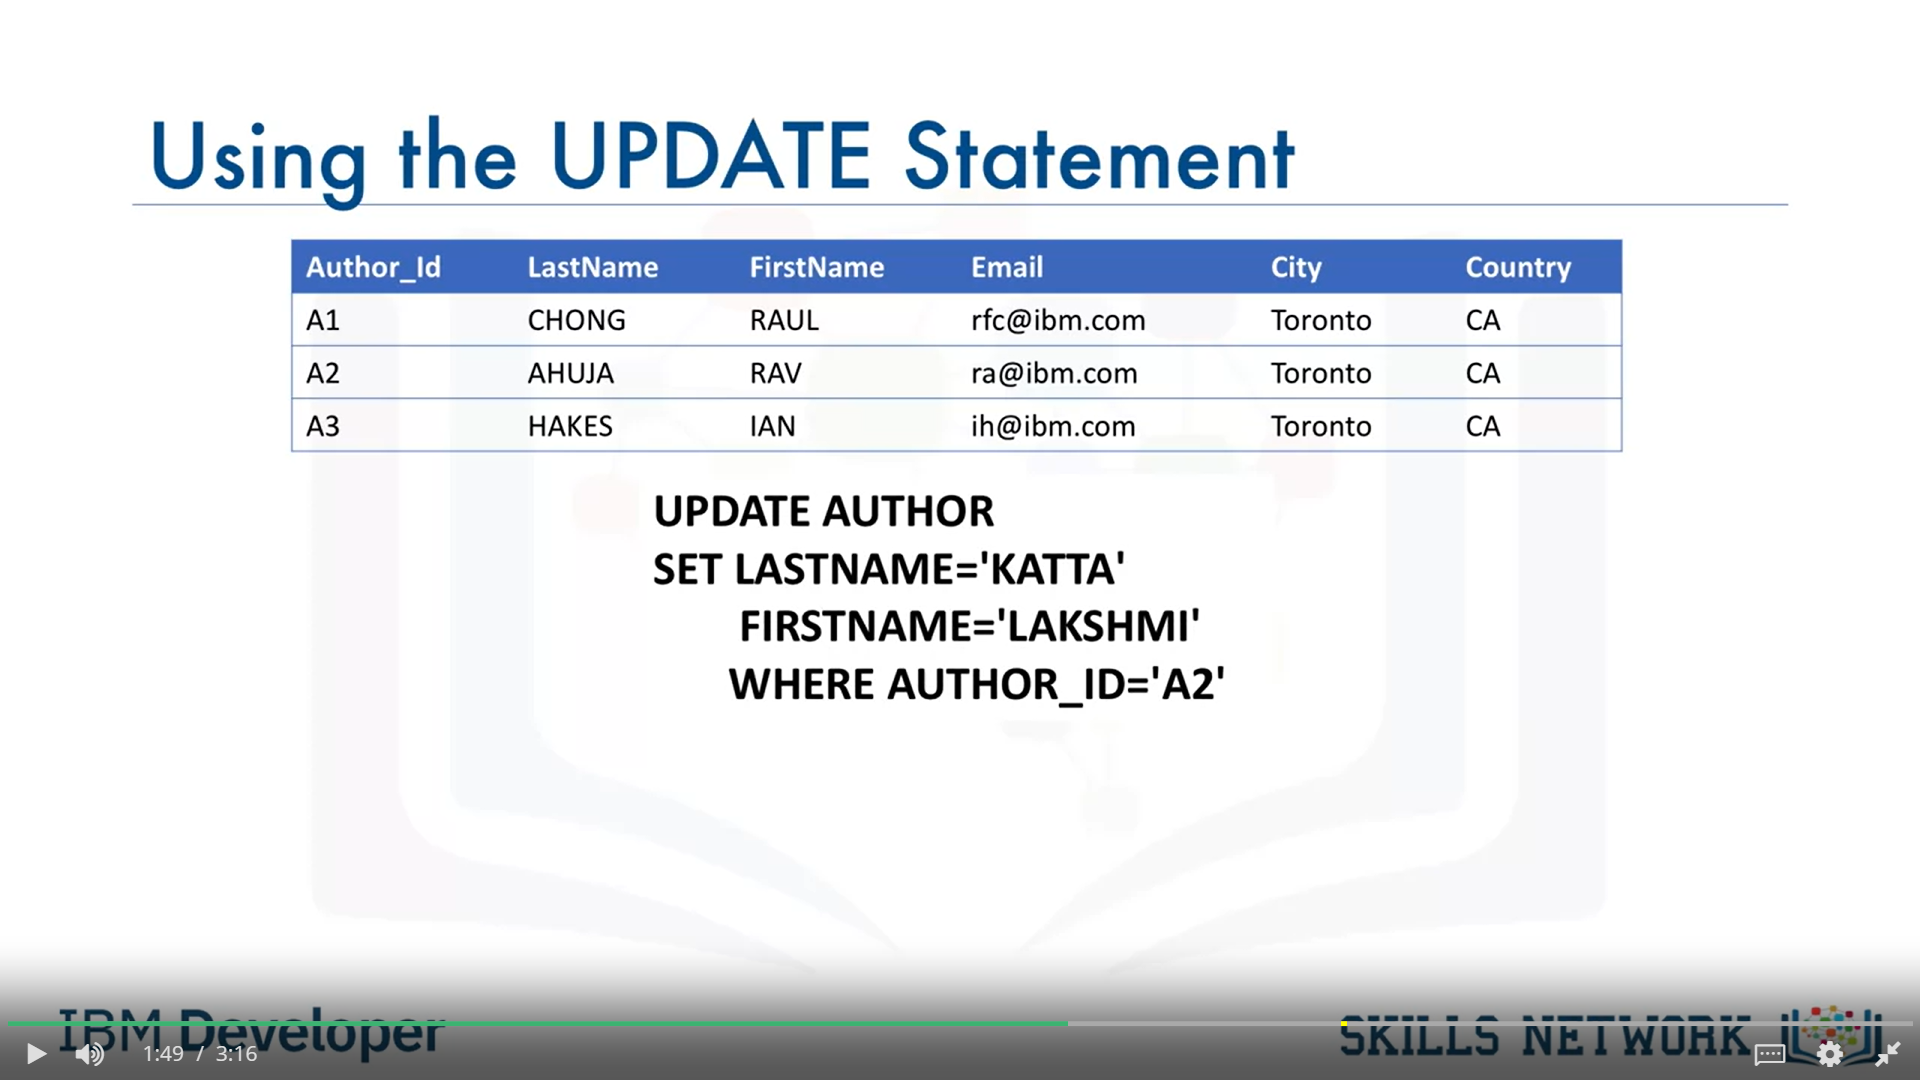 Using the UPDATE Statement
Author_Id LastName FirstName Email City Country
A1 CHONG RAUL rfc@ibm.com Toronto CA
A2 AHUJA RAV ra@ibm.com Toronto CA
A3 HAKES IAN ih@ibm.com Toronto CA
UPDATE AUTHOR
SET LASTNAME='KATTA'
FIRSTNAME='LAKSHMI'
WHERE AUTHOR_ID='A2'
IBM Developer
SKILLS NETWORK
1:49 / 3:16